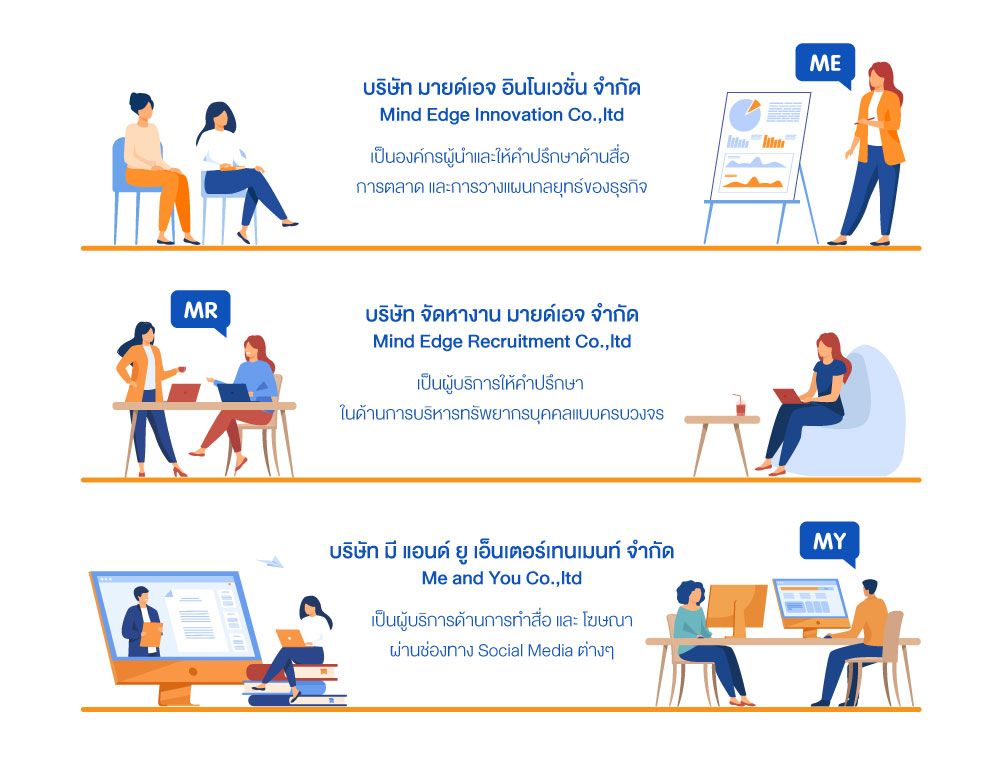 ME
บริษัท มายด์เอจ อินโนเวชั่น จำกัด
Mind Edge Innovation Co.,ltd
เป็นองค์กรผู้นำและให้คำปรึกษาด้านสื่อ
การตลาด และการวางแผนกลยุทธ์ของธุรกิจ
MR
บริษัท จัดหางาน มายด์เอจ จำกัด
Mind Edge Recruitment Co.,ltd
เป็นผู้บริการให้คำปรึกษา
ในด้านการบริหารทรัพยากรบุคคลแบบครบวงจร
MY
บริษัท มี แอนด์ ยู เอ็นเตอร์เทนเมนท์ จำกัด
Me and You Co.,ltd
เป็นผู้บริการด้านการทำสื่อ และ โฆษณา
ผ่านช่องทาง Social Media ต่างๆ